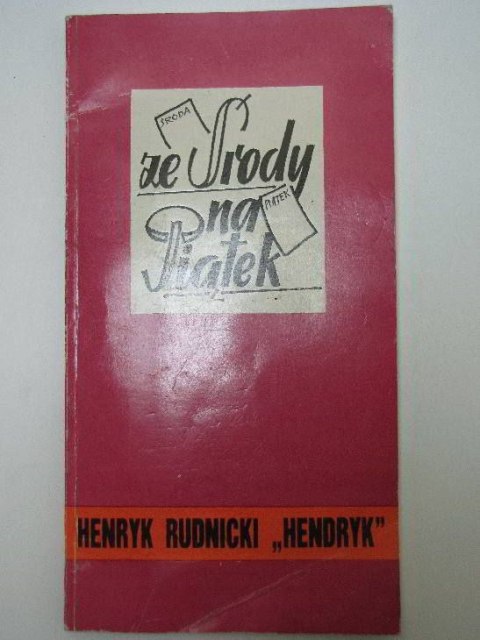 ŚRODA
ze Środy
na
PIĄTEK
Piątek
HENRYK RUDNICKI „HENDRYK”